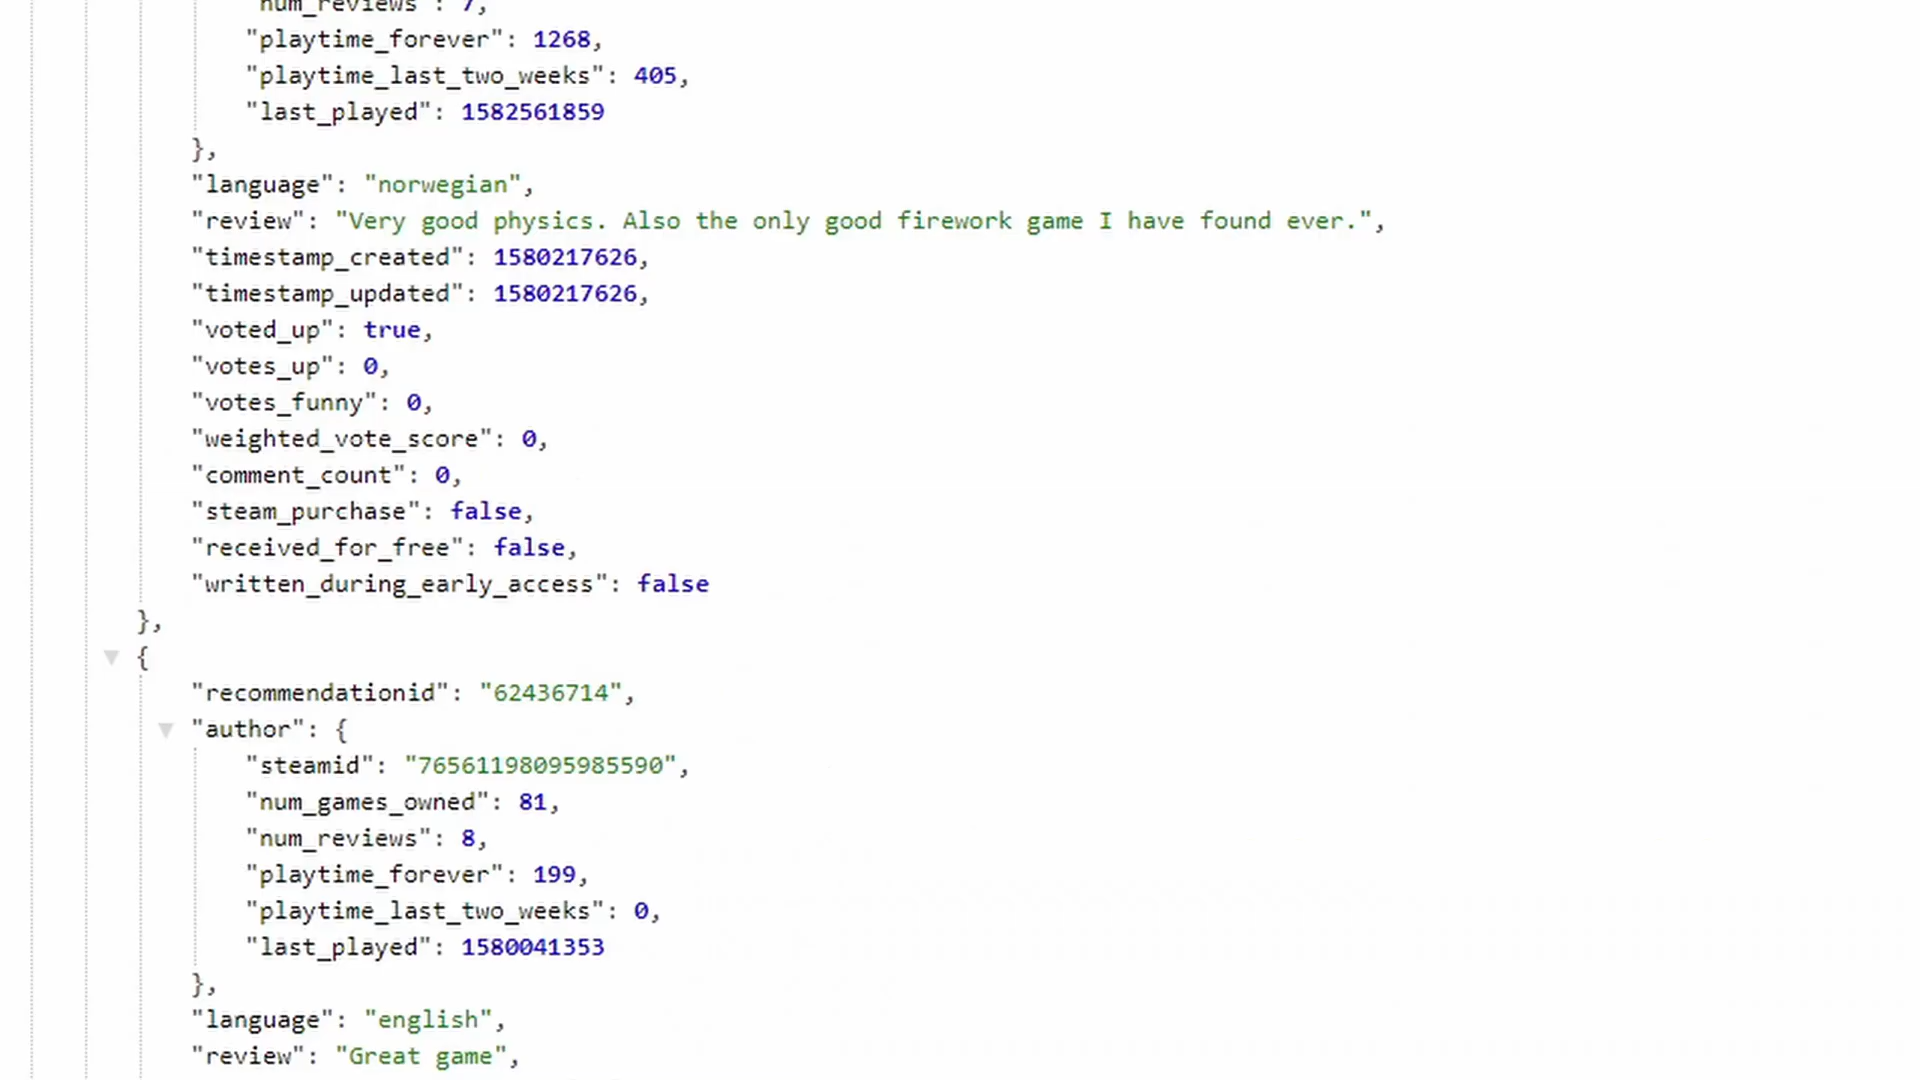 "num_reviews": 7,
"playtime_forever": 1268,
"playtime_last_two_weeks": 405,
"last_played": 1582561859
},
"language": "norwegian",
"review": "Very good physics. Also the only good firework game I have found ever.",
"timestamp_created": 1580217626,
"timestamp_updated": 1580217626,
"voted_up": true,
"votes_up": 0,
"votes_funny": 0,
"weighted_vote_score": 0,
"comment_count": 0,
"steam_purchase": false,
"received_for_free": false,
"written_during_early_access": false
},
{
"recommendationid": "62436714",
"author": {
"steamid": "76561198095985590",
"num_games_owned": 81,
"num_reviews": 8,
"playtime_forever": 199,
"playtime_last_two_weeks": 0,
"last_played": 1580041353
},
"language": "english",
"review": "Great game",